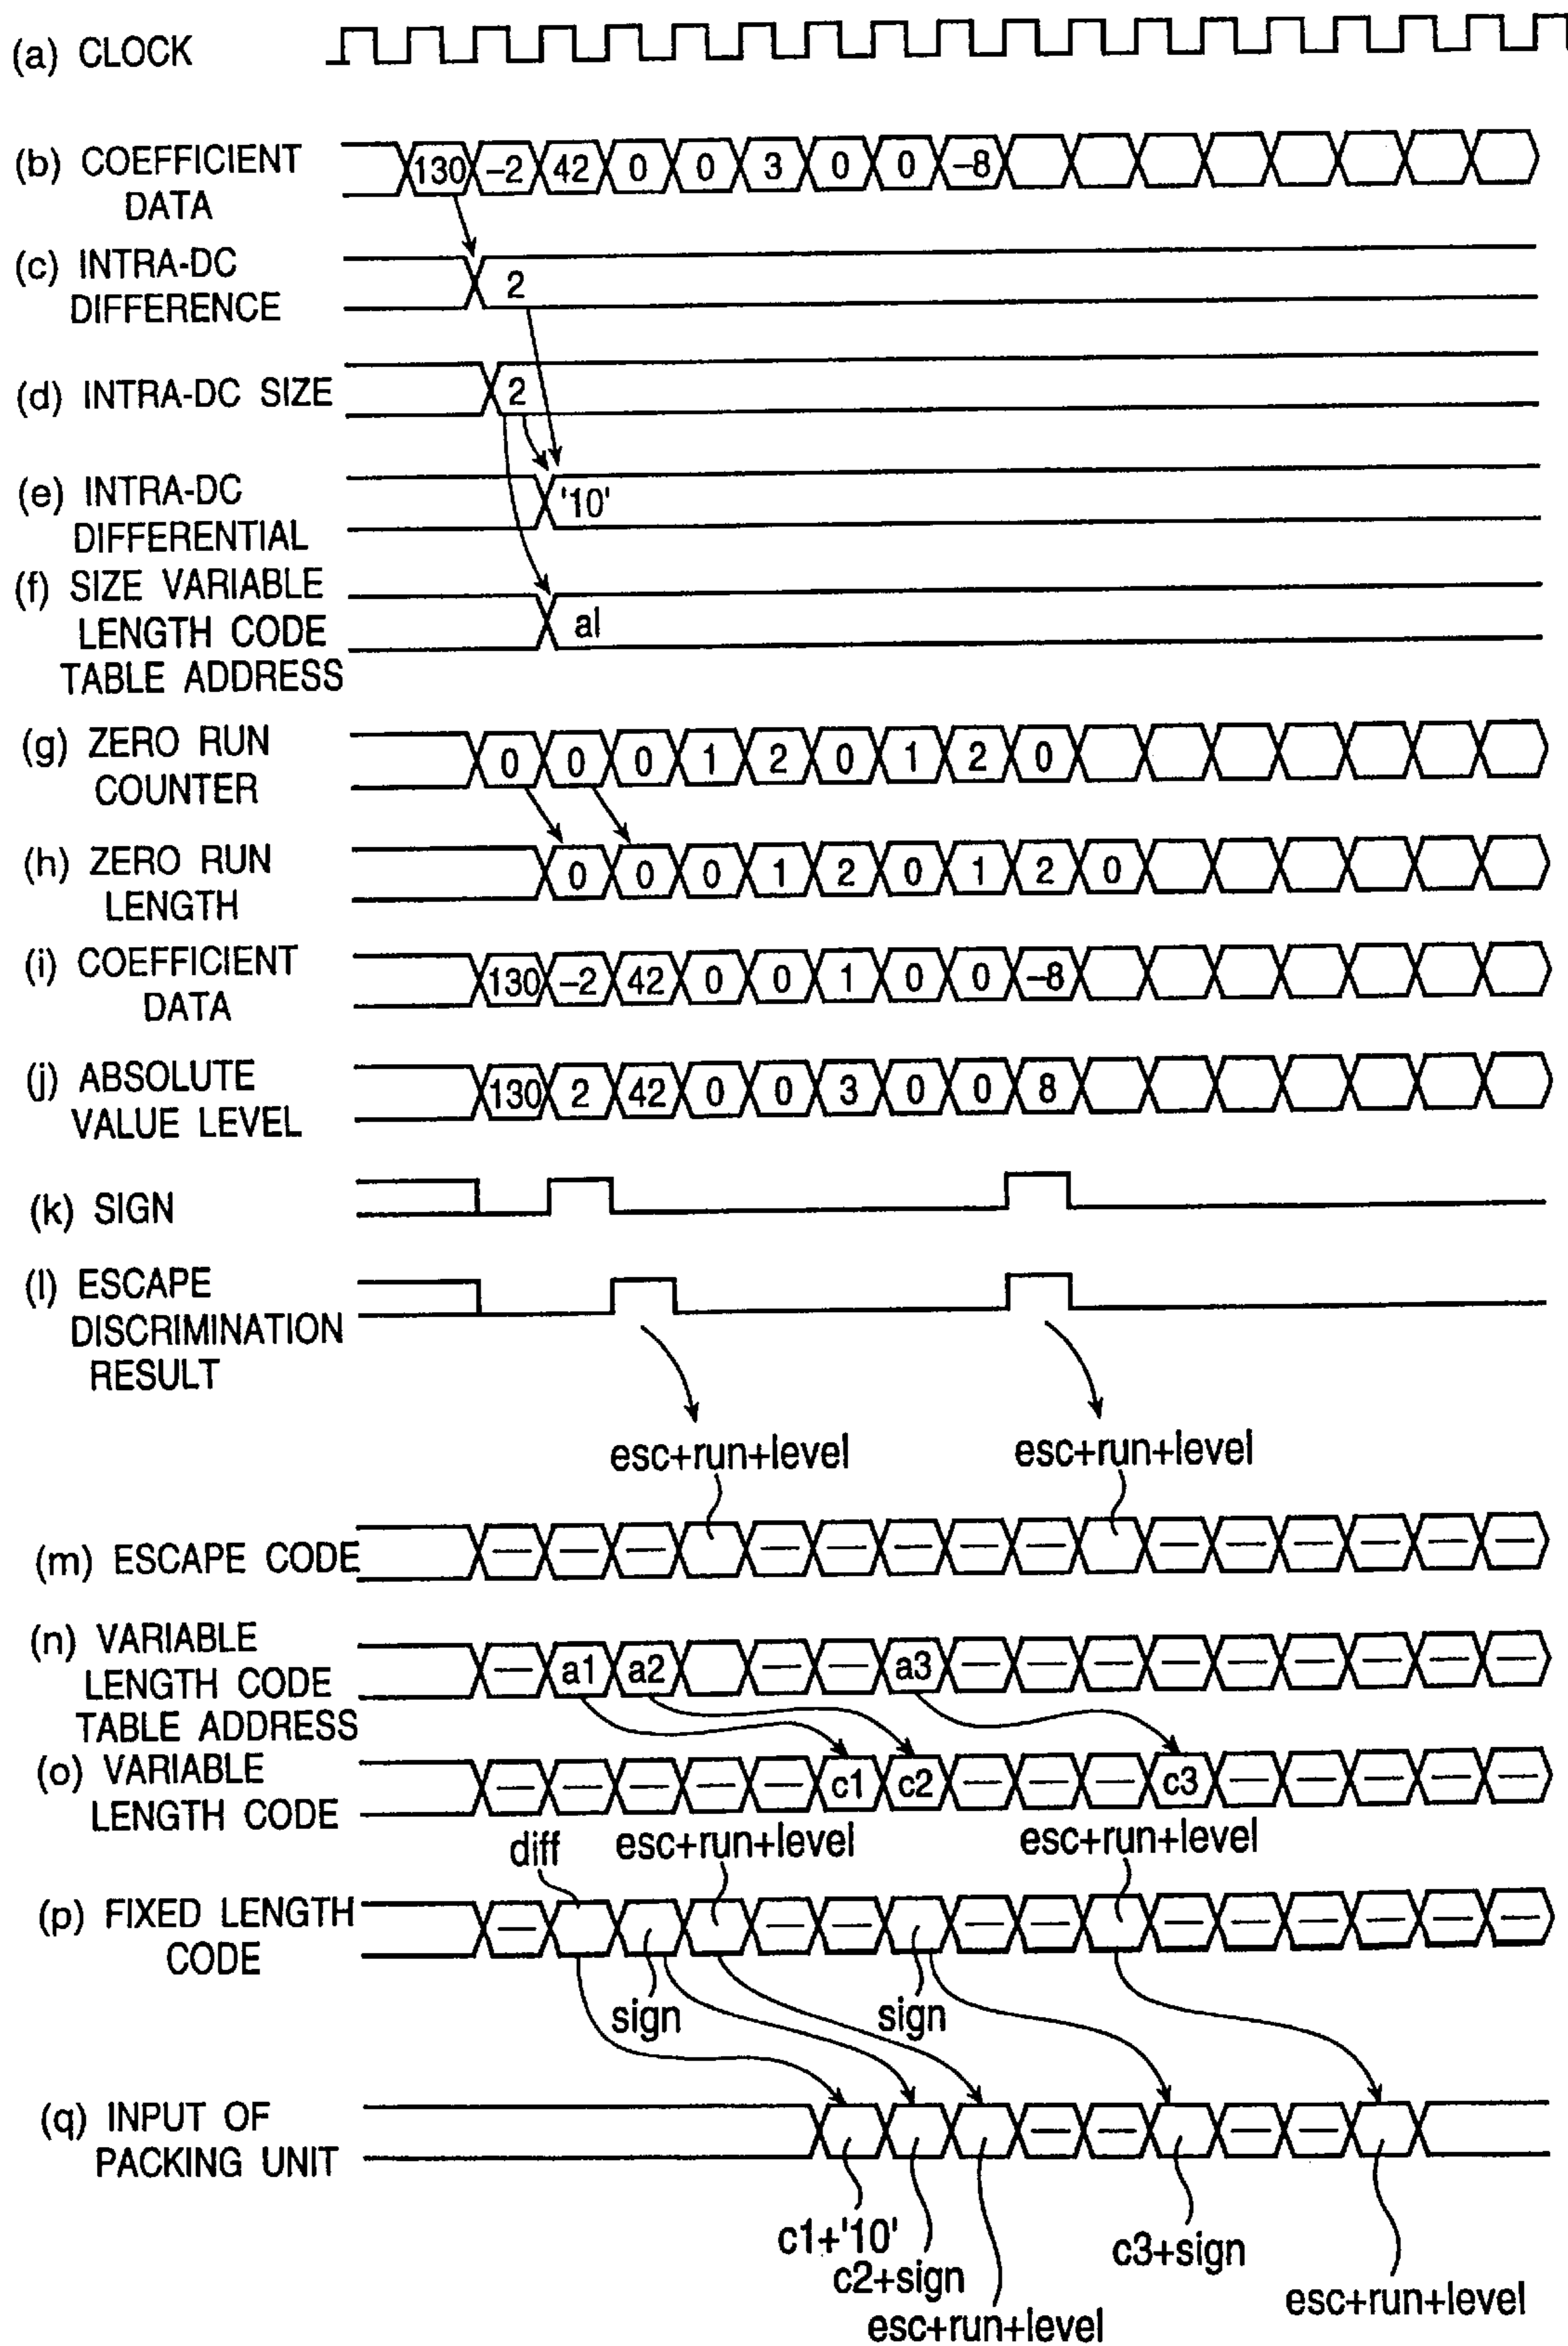 (a) CLOCK
(b) COEFFICIENT DATA
130 –2 42 0 0 3 0 0 –8
(c) INTRA-DC DIFFERENCE
2
(d) INTRA-DC SIZE
2
(e) INTRA-DC DIFFERENTIAL
'10'
(f) SIZE VARIABLE LENGTH CODE TABLE ADDRESS
al
(g) ZERO RUN COUNTER
0 0 0 1 2 0 1 2 0
(h) ZERO RUN LENGTH
0 0 0 1 2 0 1 2 0
(i) COEFFICIENT DATA
130 –2 42 0 0 1 0 0 –8
(j) ABSOLUTE VALUE LEVEL
130 2 42 0 0 3 0 0 8
(k) SIGN
(l) ESCAPE DISCRIMINATION RESULT
esc+run+level esc+run+level
(m) ESCAPE CODE
— — — — — — — — — — — — — —
(n) VARIABLE LENGTH CODE TABLE ADDRESS
— a1 a2 — — a3 — — — — — — — — —
(o) VARIABLE LENGTH CODE
— — — — — c1 c2 — — — c3 — — — — —
diff esc+run+level esc+run+level
(p) FIXED LENGTH CODE
— — — — — — — — — — —
sign sign
(q) INPUT OF PACKING UNIT
— — — —
c1+'10'
c2+sign
esc+run+level
c3+sign
esc+run+level